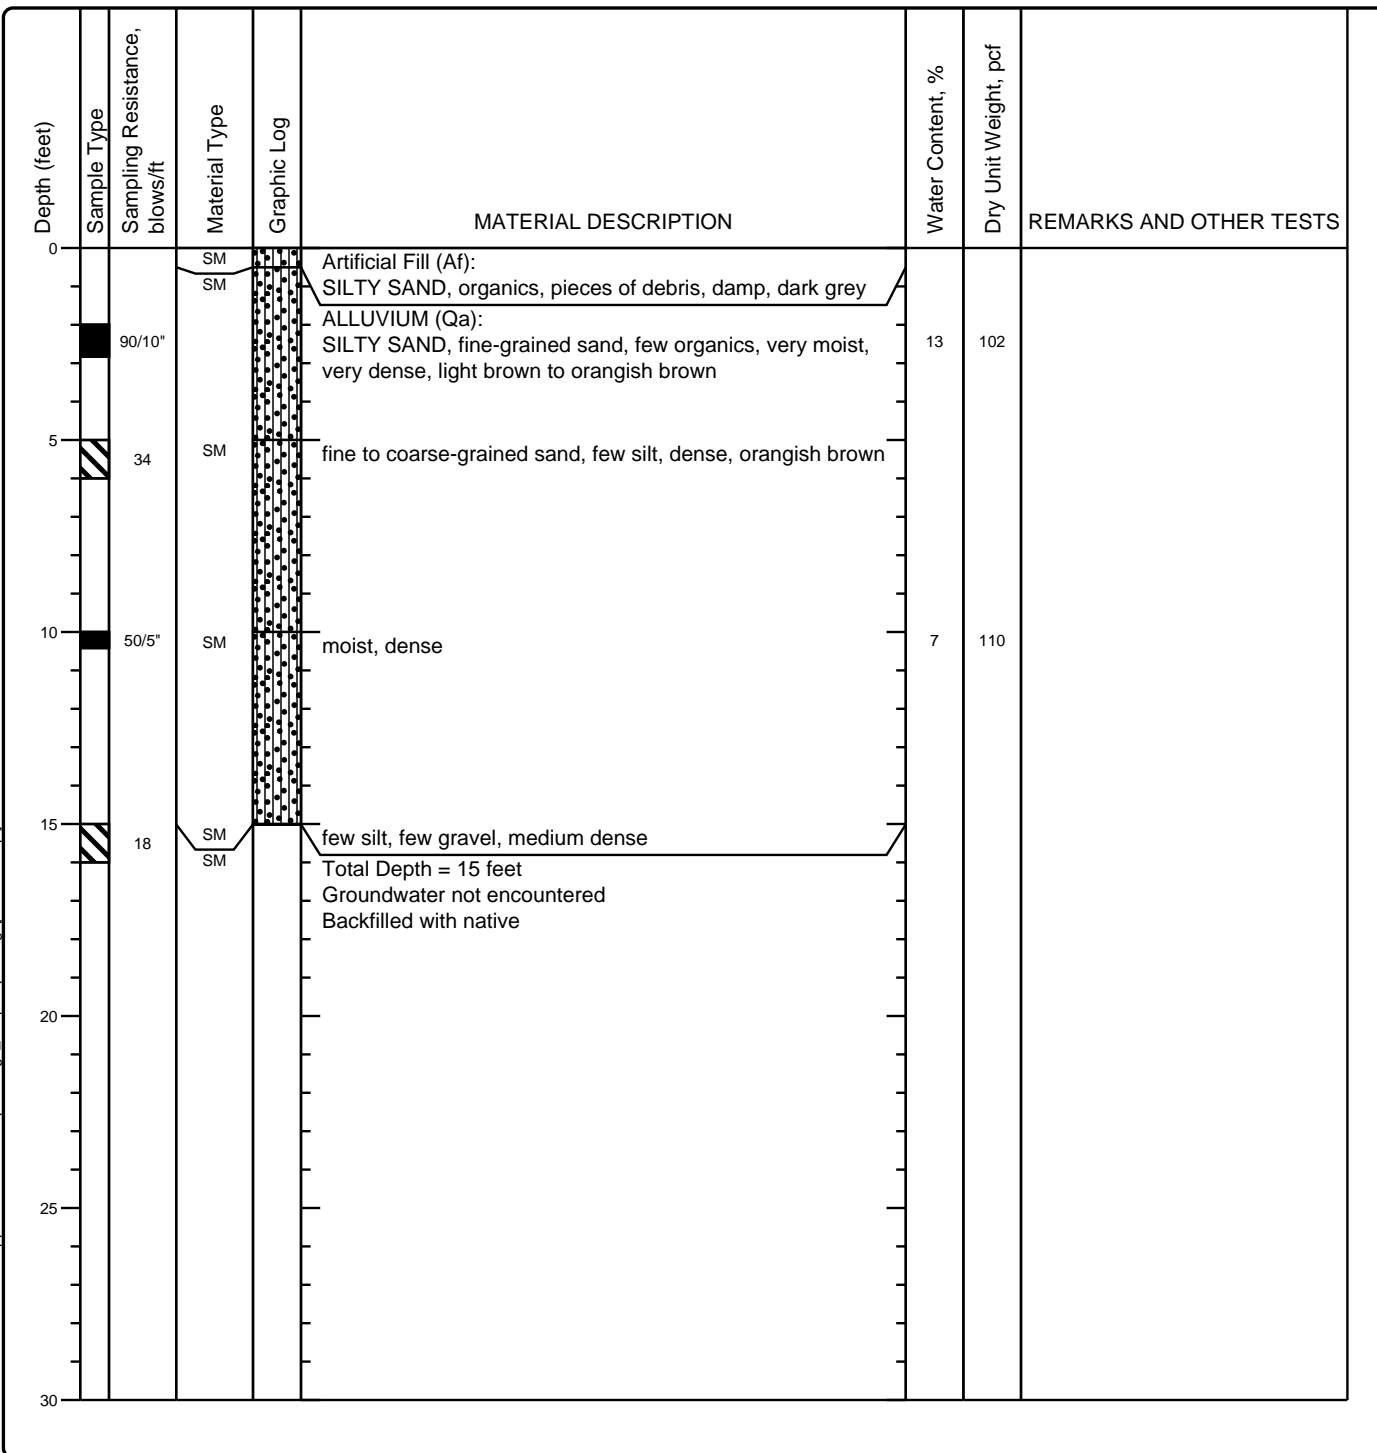 Depth (feet)
Sample Type
Sampling Resistance,
blows/ft
Material Type
Graphic Log
MATERIAL DESCRIPTION
Water Content, %
Dry Unit Weight, pcf
REMARKS AND OTHER TESTS
0
SM
Artificial Fill (Af):
SM
SILTY SAND, organics, pieces of debris, damp, dark grey
ALLUVIUM (Qa):
90/10"
SILTY SAND, fine-grained sand, few organics, very moist,
13
102
very dense, light brown to orangish brown
5
34
SM
fine to coarse-grained sand, few silt, dense, orangish brown
10
50/5"
SM
moist, dense
7
110
15
18
SM
few silt, few gravel, medium dense
SM
Total Depth = 15 feet
Groundwater not encountered
Backfilled with native
20
25
30